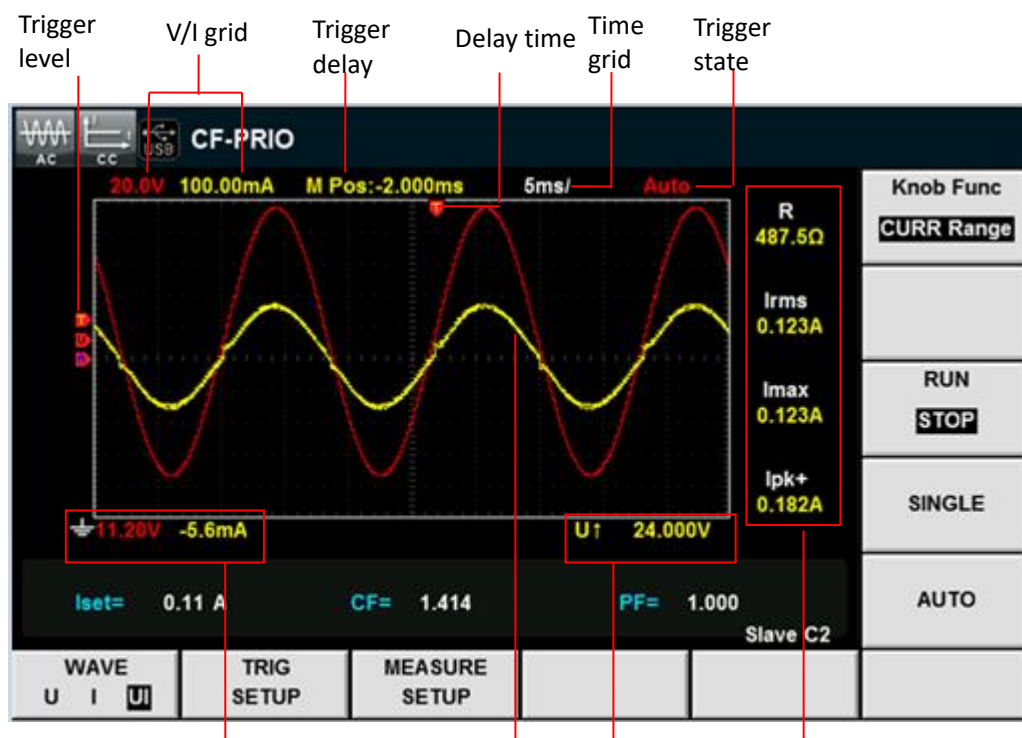 Trigger level
V/I grid
Trigger delay
Delay time
Time grid
Trigger state
AC
CC
USB
CF-PRIO
20.0V 100.00mA M Pos:-2.000ms 5ms/ Auto
T
T
U
R
487.5Ω
Irms
0.123A
Imax
0.123A
Ipk+
0.182A
11.20V -5.6mA U↑ 24.000V
Iset= 0.11 A CF= 1.414 PF= 1.000
Slave C2
Knob Func
CURR Range
RUN
STOP
SINGLE
AUTO
WAVE
U I UI
TRIG
SETUP
MEASURE
SETUP